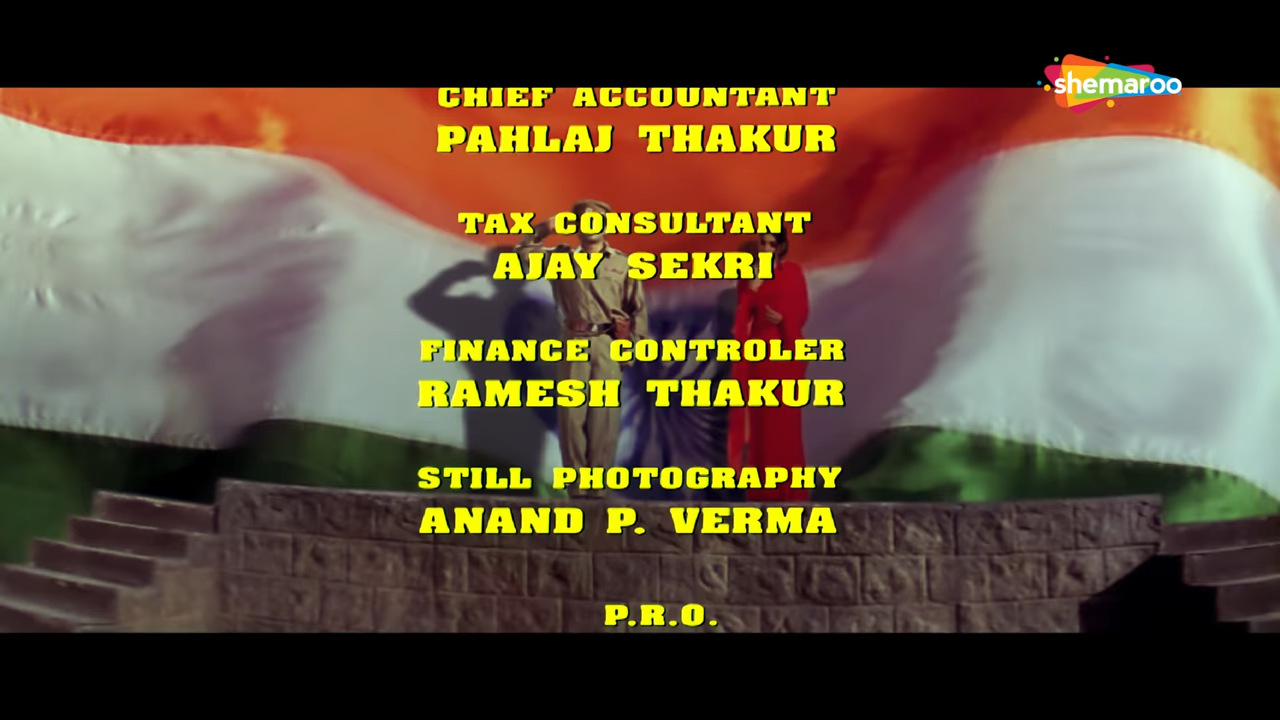 shemaroo
CHIEF ACCOUNTANT
PAHLAJ THAKUR
TAX CONSULTANT
AJAY SEKRI
FINANCE CONTROLER
RAMESH THAKUR
STILL PHOTOGRAPHY
ANAND P. VERMA
P.R.O.